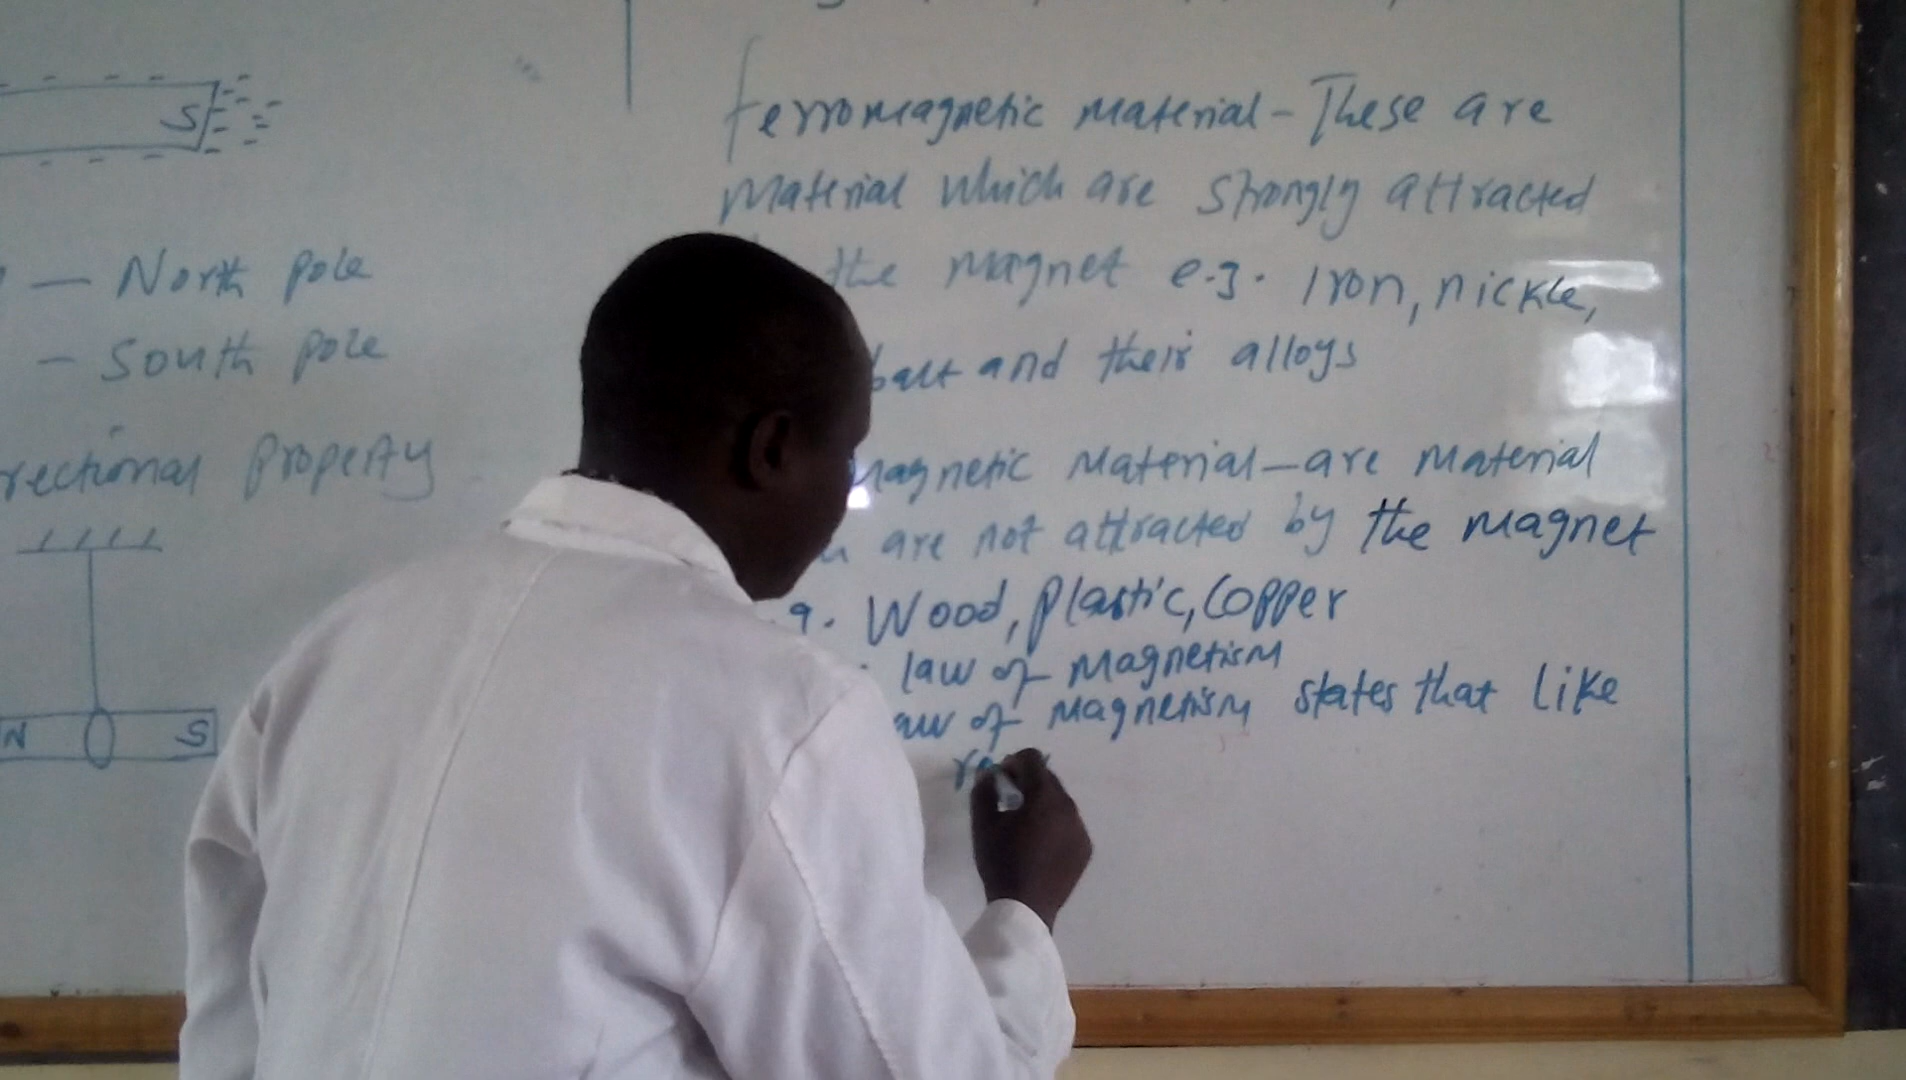 S
— North pole
— South pole
rectional property
N S
ferromagnetic material - These are
Material which are strongly attracted
the magnet e.g. Iron, nickle,
balt and their alloys
magnetic material — are material
are not attracted by the magnet
.g. Wood, plastic, Copper
law of magnetism
aw of magnetism states that like
re